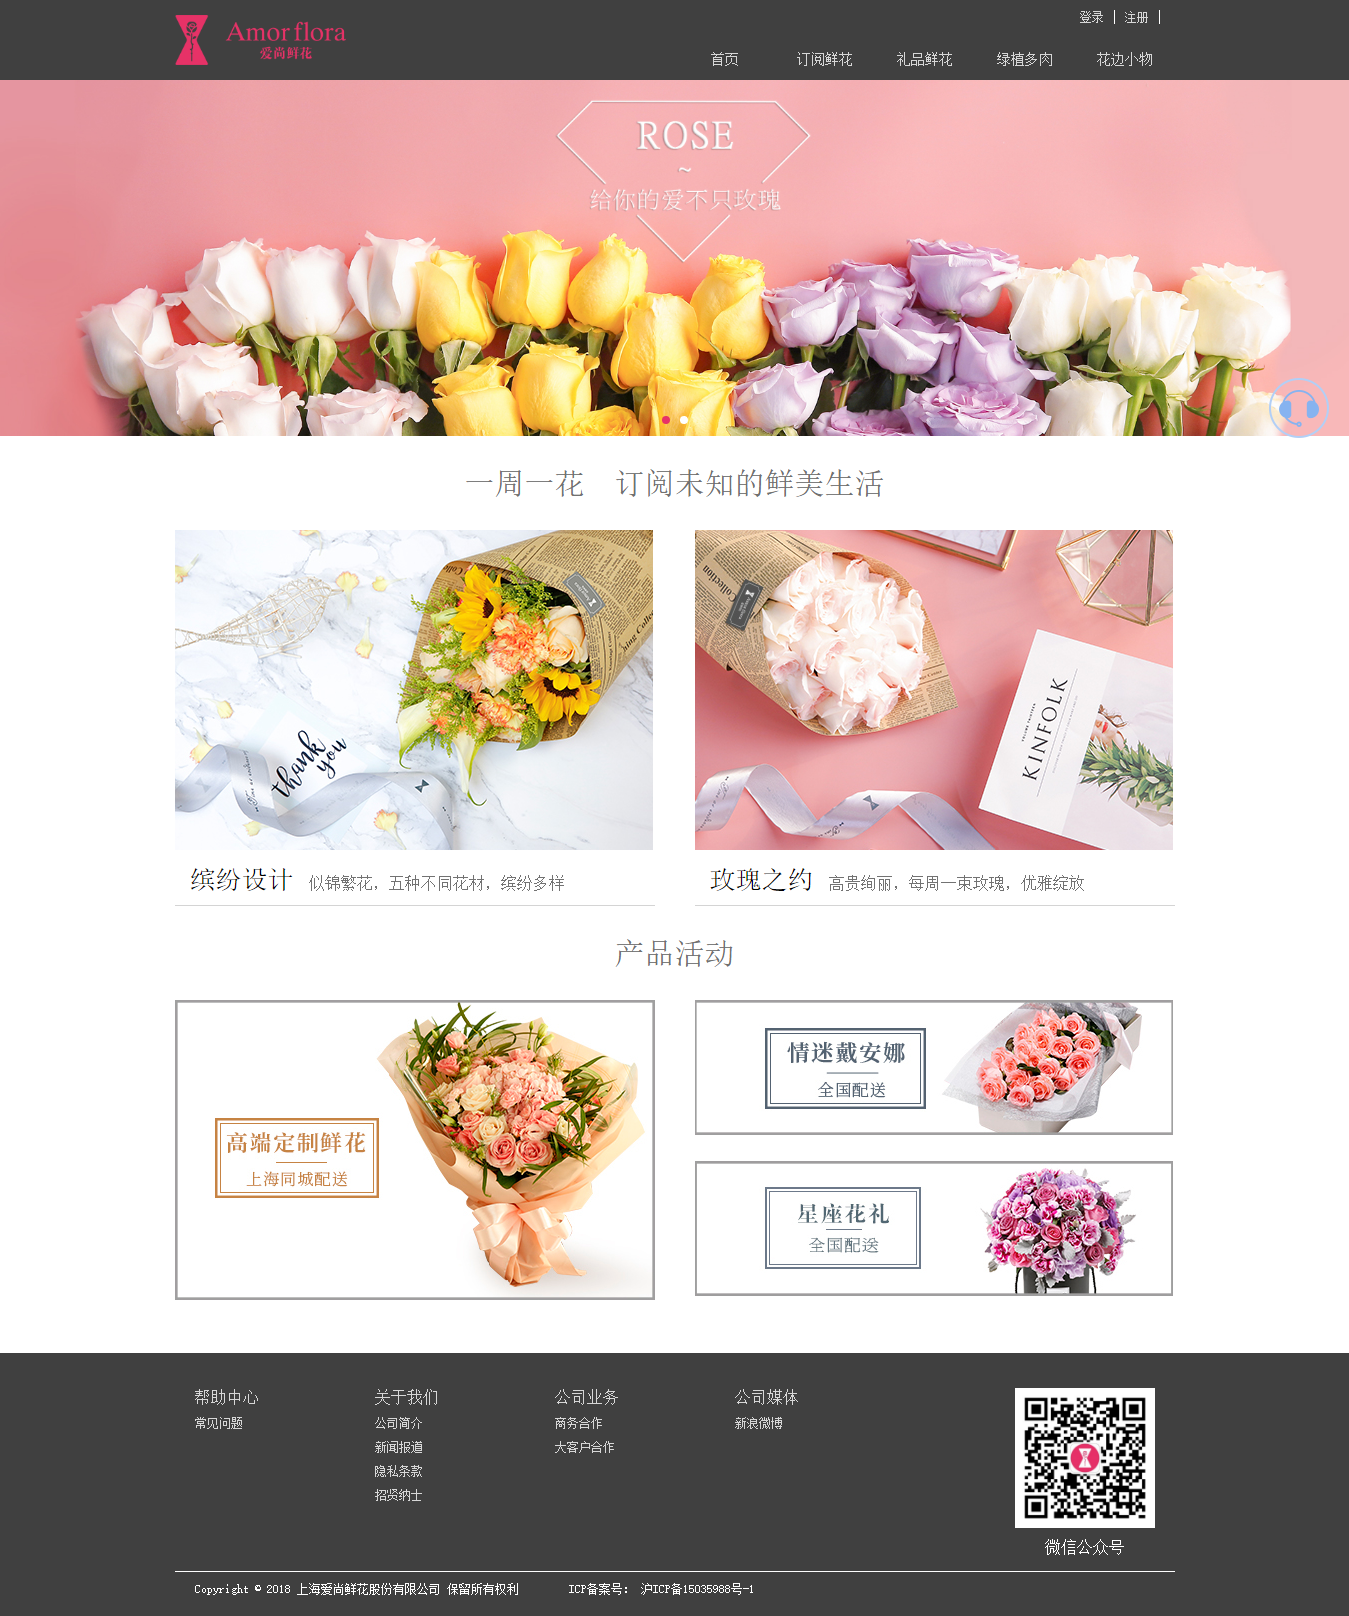 Amor flora
爱尚鲜花
登录 | 注册 |
首页 订阅鲜花 礼品鲜花 绿植多肉 花边小物
ROSE
~
给你的爱不只玫瑰
一周一花 订阅未知的鲜美生活
thank
you
Collection
KINFOLK
缤纷设计 似锦繁花，五种不同花材，缤纷多样
玫瑰之约 高贵绚丽，每周一束玫瑰，优雅绽放
产品活动
高端定制鲜花
上海同城配送
情迷戴安娜
全国配送
星座花礼
全国配送
帮助中心 关于我们 公司业务 公司媒体
常见问题 公司简介 商务合作 新浪微博
新闻报道 大客户合作
隐私条款
招贤纳士
微信公众号
Copyright © 2018 上海爱尚鲜花股份有限公司 保留所有权利 ICP备案号： 沪ICP备15035988号-1